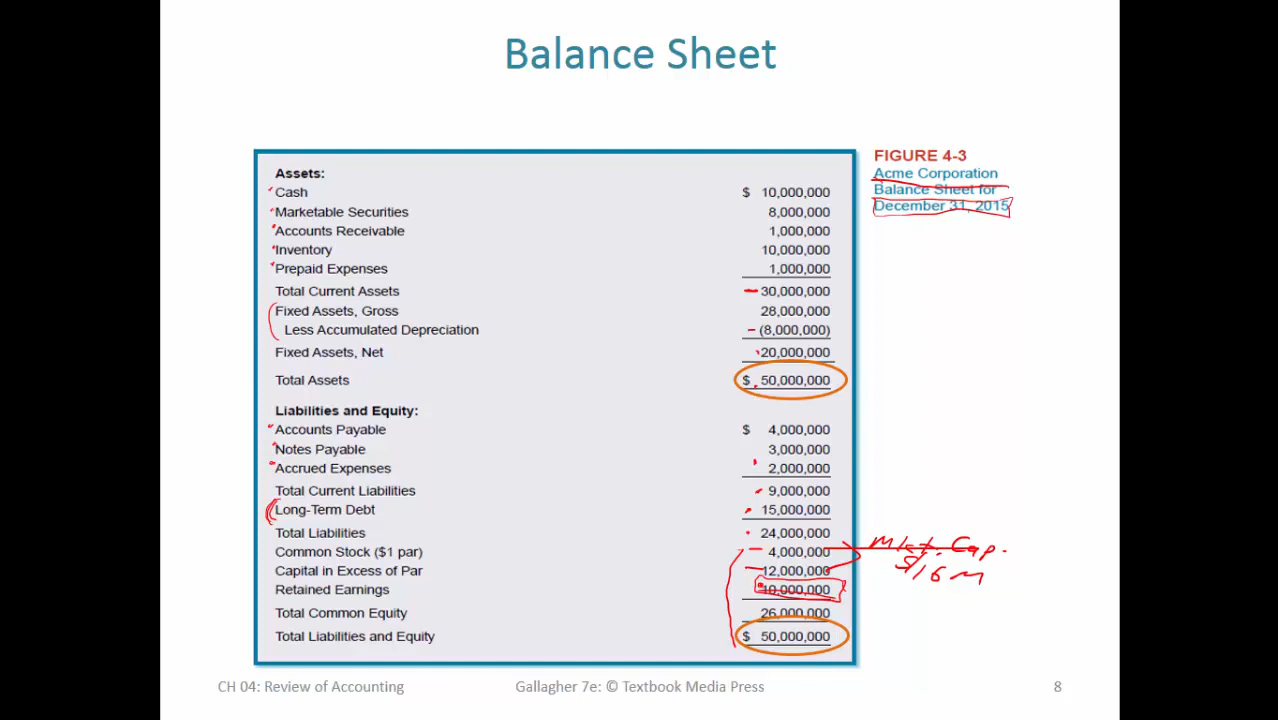 Balance Sheet
FIGURE 4-3
Acme Corporation
Balance Sheet for
December 31, 2015
Assets:
Cash $ 10,000,000
Marketable Securities 8,000,000
Accounts Receivable 1,000,000
Inventory 10,000,000
Prepaid Expenses 1,000,000
Total Current Assets 30,000,000
Fixed Assets, Gross 28,000,000
Less Accumulated Depreciation (8,000,000)
Fixed Assets, Net 20,000,000
Total Assets $ 50,000,000
Liabilities and Equity:
Accounts Payable $ 4,000,000
Notes Payable 3,000,000
Accrued Expenses 2,000,000
Total Current Liabilities 9,000,000
Long-Term Debt 15,000,000
Total Liabilities 24,000,000
Common Stock ($1 par) 4,000,000
Capital in Excess of Par 12,000,000
Retained Earnings 10,000,000
Total Common Equity 26,000,000
Total Liabilities and Equity $ 50,000,000
Mkt. Cap.
$16 M
CH 04: Review of Accounting
Gallagher 7e: © Textbook Media Press
8